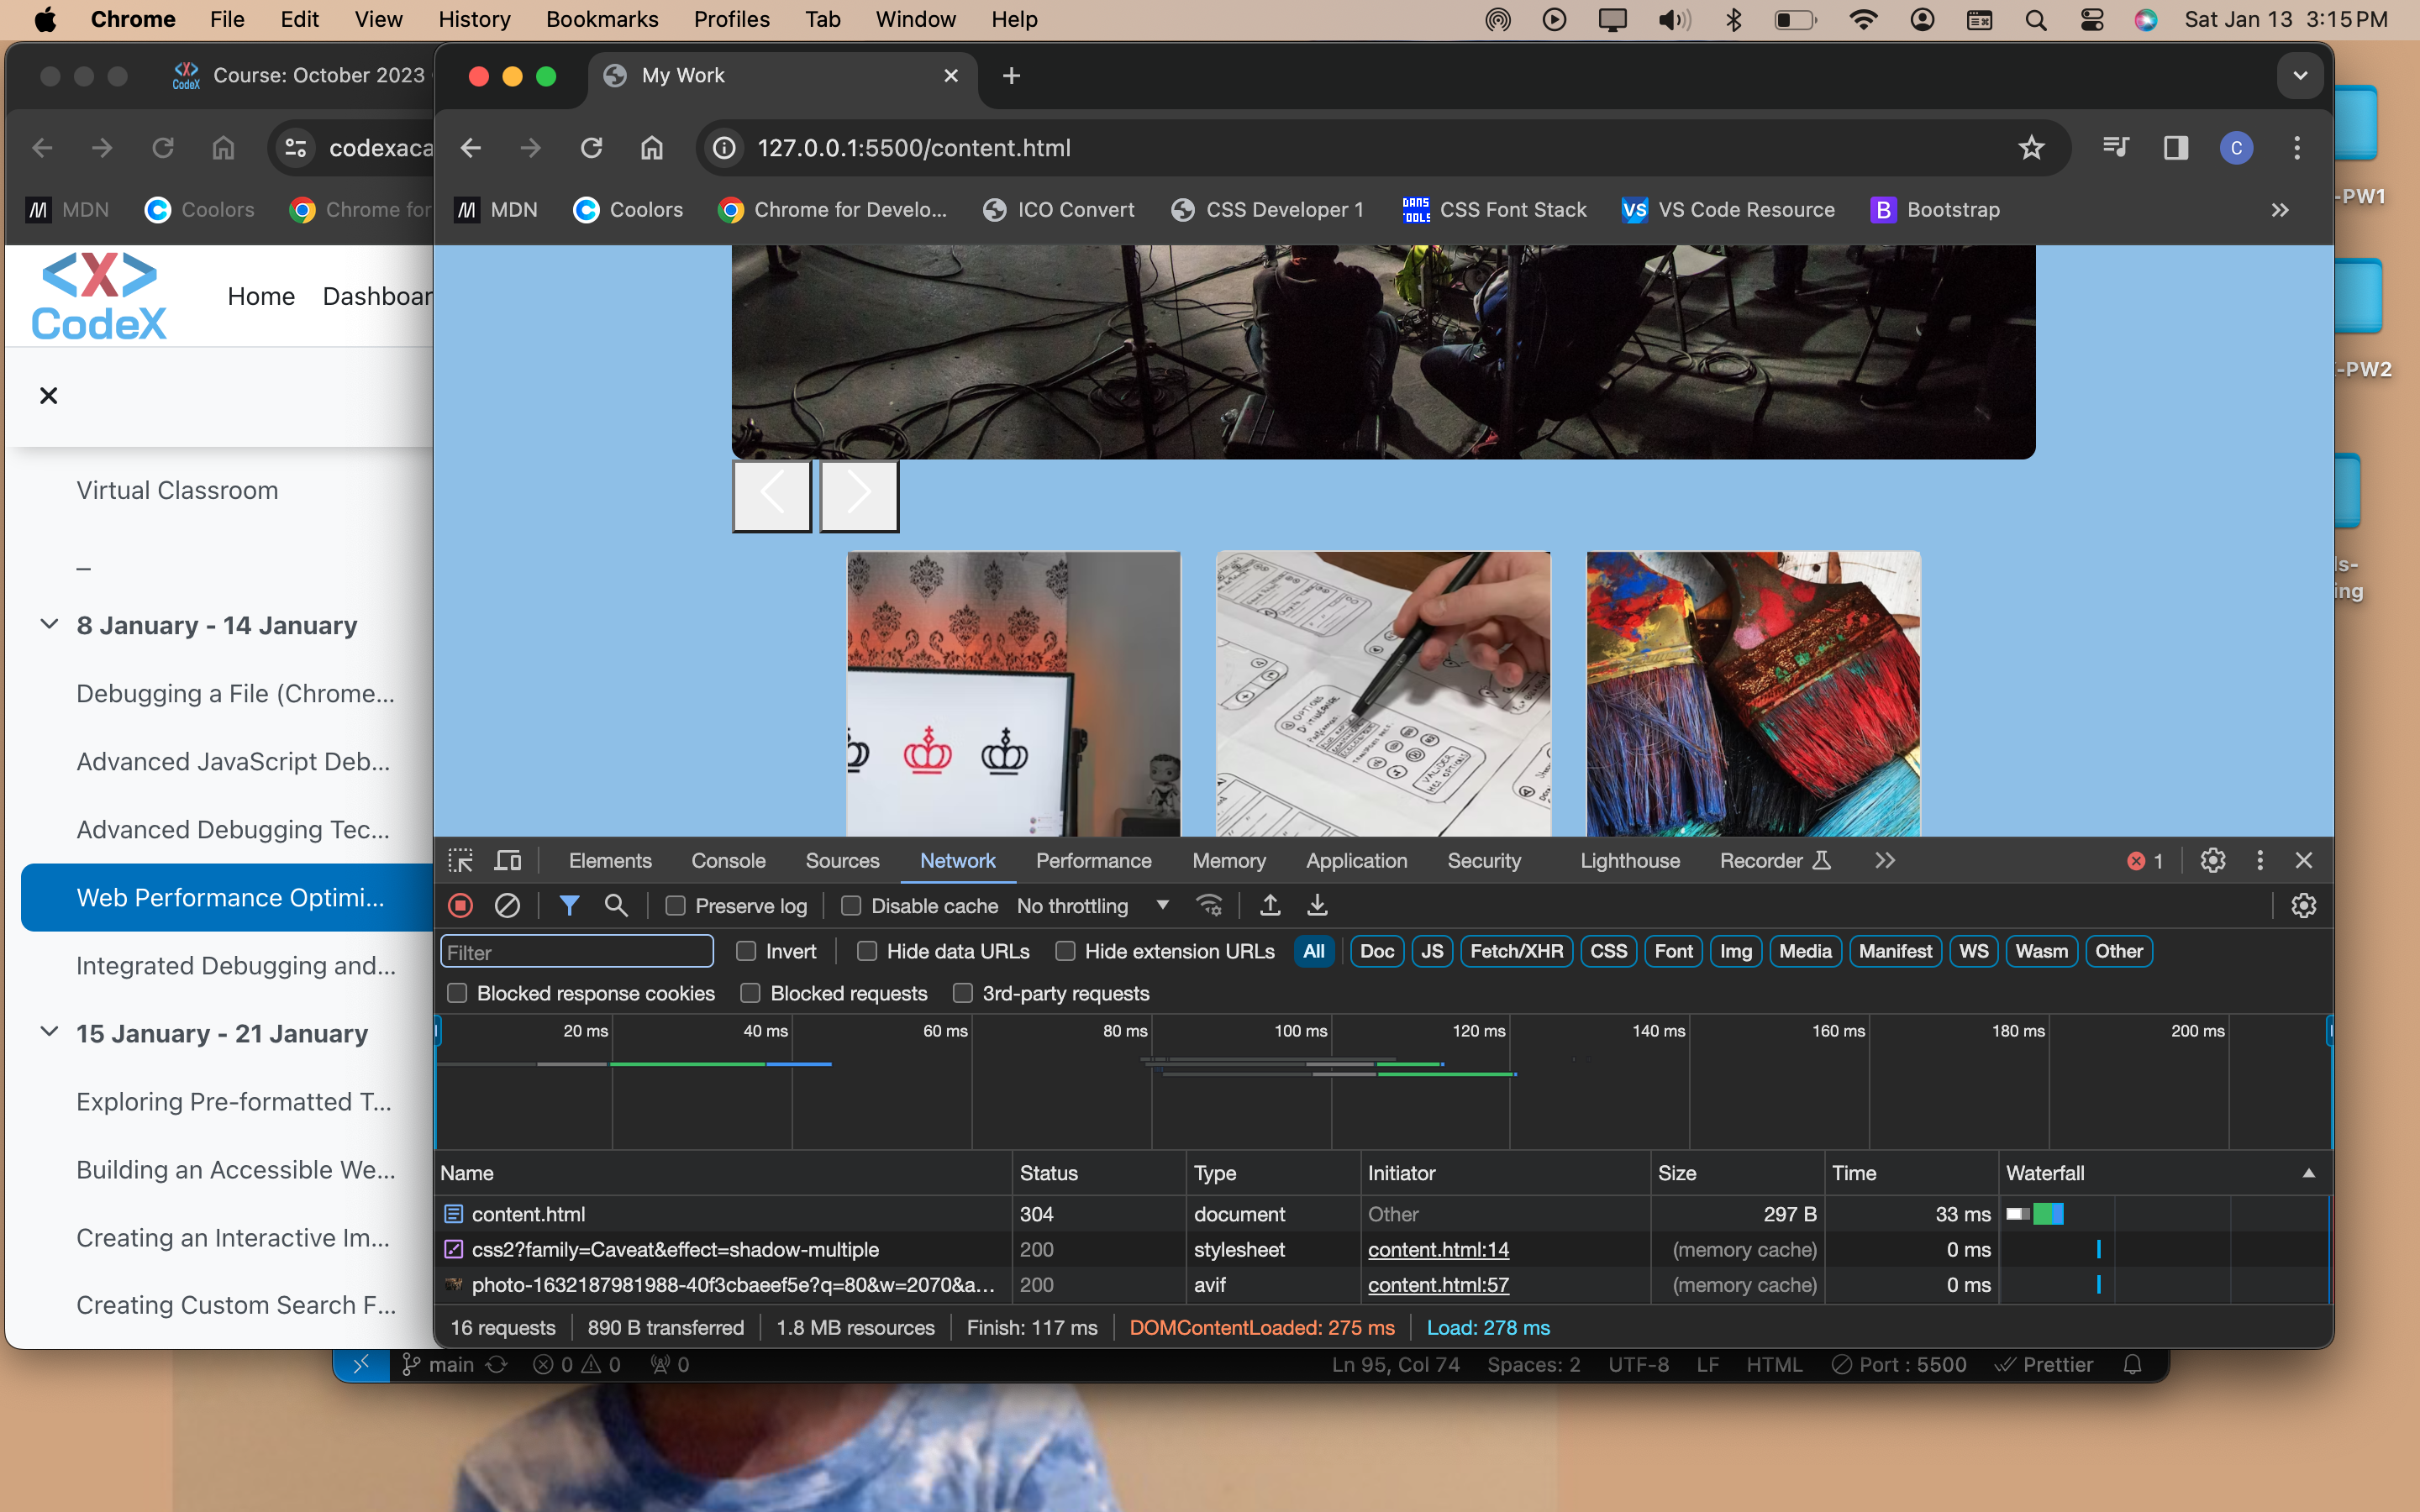 Chrome File Edit View History Bookmarks Profiles Tab Window Help Sat Jan 13 3:15 PM
CodeX Course: October 2023
My Work
codexaca
127.0.0.1:5500/content.html
C
MDN Coolors Chrome for
MDN Coolors Chrome for Develo... ICO Convert CSS Developer 1 CSS Font Stack VS Code Resource Bootstrap
-PW1
CodeX
Home Dashboar
-PW2
Virtual Classroom
–
8 January - 14 January
Debugging a File (Chrome...
Advanced JavaScript Deb...
Advanced Debugging Tec...
Web Performance Optimi...
Integrated Debugging and...
15 January - 21 January
Exploring Pre-formatted T...
Building an Accessible We...
Creating an Interactive Im...
Creating Custom Search F...
ls-
ing
OPTIONS
VALIDER
MES OPTIONS
Elements Console Sources Network Performance Memory Application Security Lighthouse Recorder 1
Preserve log Disable cache No throttling
Filter Invert Hide data URLs Hide extension URLs All Doc JS Fetch/XHR CSS Font Img Media Manifest WS Wasm Other
Blocked response cookies Blocked requests 3rd-party requests
20 ms 40 ms 60 ms 80 ms 100 ms 120 ms 140 ms 160 ms 180 ms 200 ms
Name Status Type Initiator Size Time Waterfall
content.html 304 document Other 297 B 33 ms
css2?family=Caveat&effect=shadow-multiple 200 stylesheet content.html:14 (memory cache) 0 ms
photo-1632187981988-40f3cbaeef5e?q=80&w=2070&a... 200 avif content.html:57 (memory cache) 0 ms
16 requests 890 B transferred 1.8 MB resources Finish: 117 ms DOMContentLoaded: 275 ms Load: 278 ms
main 0 0 0 Ln 95, Col 74 Spaces: 2 UTF-8 LF HTML Port : 5500 Prettier